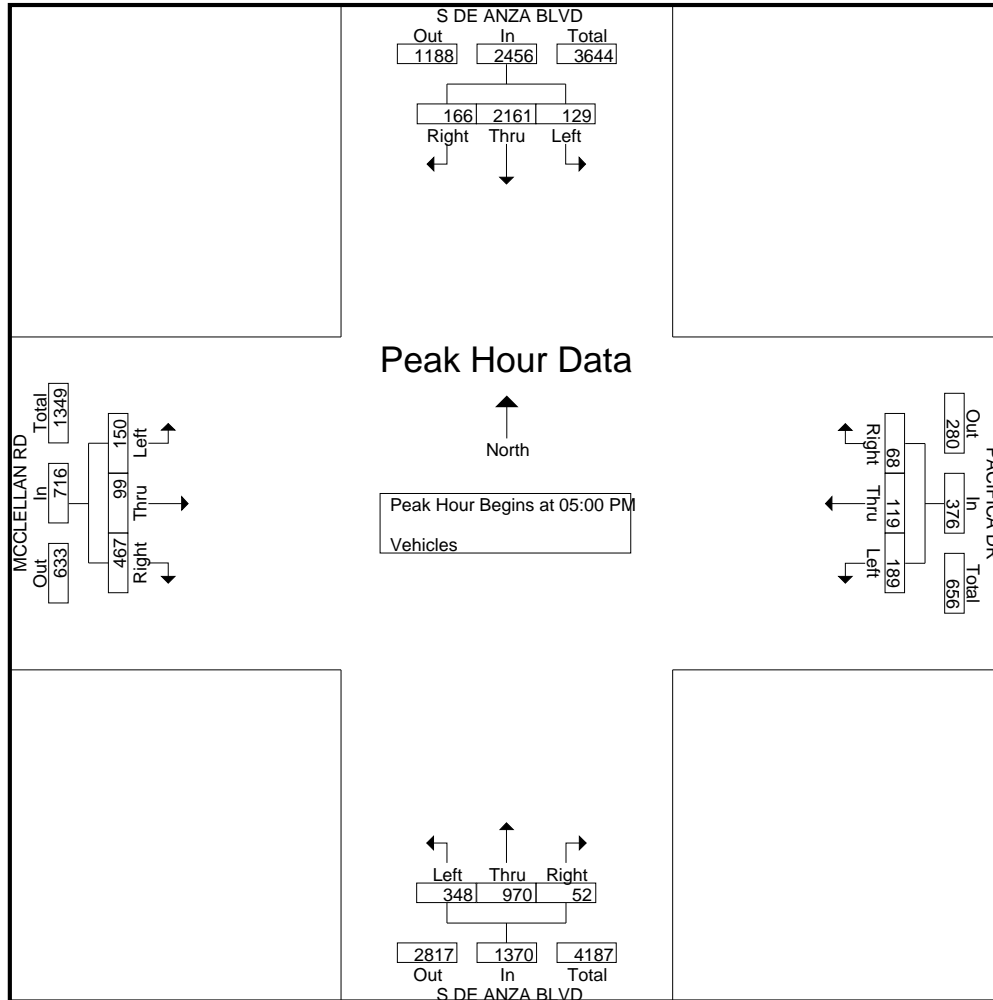 S DE ANZA BLVD
Out In Total
1188 2456 3644
166 2161 129
Right Thru Left
Peak Hour Data
North
Peak Hour Begins at 05:00 PM
Vehicles
MCCLELLAN RD
Out In Total
633 716 1349
467 99 150
Right Thru Left
PACIFICA DR
Out In Total
280 376 656
68 119 189
Right Thru Left
Left Thru Right
348 970 52
2817 1370 4187
Out In Total
S DE ANZA BLVD